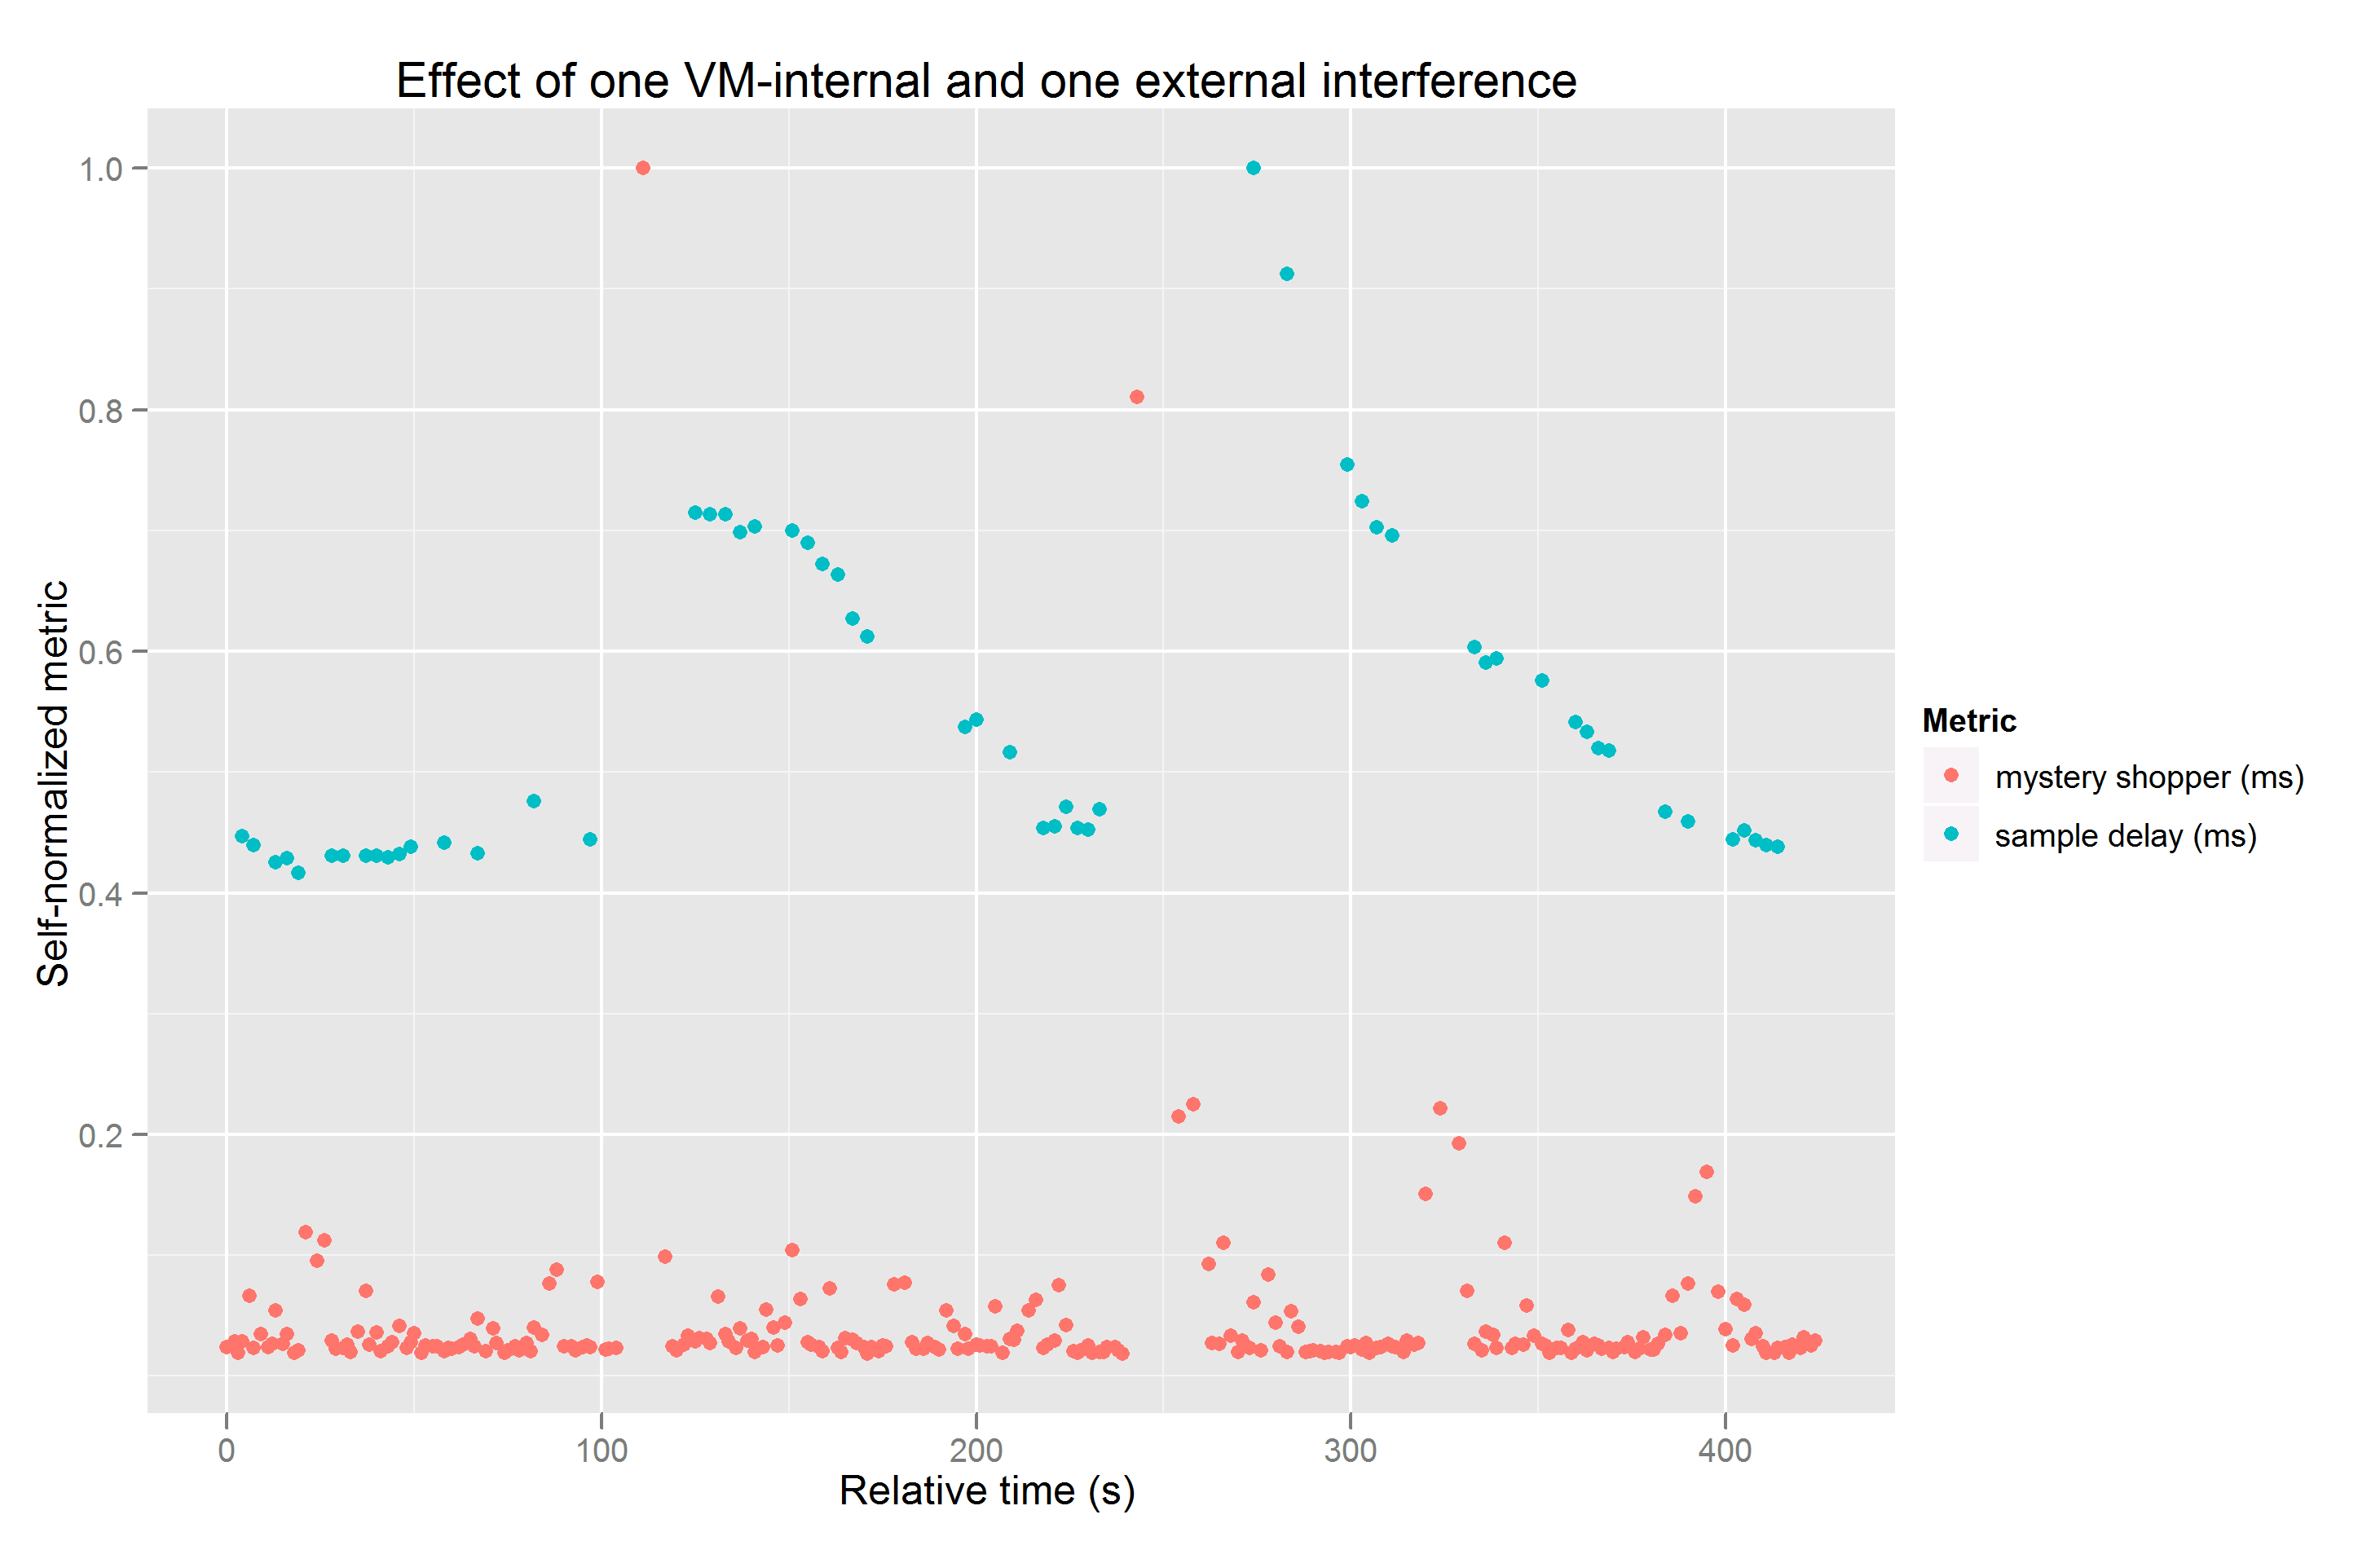 Effect of one VM-internal and one external interference
1.0
0.8
0.6
0.4
0.2
Self-normalized metric
0 100 200 300 400
Relative time (s)
Metric
mystery shopper (ms)
sample delay (ms)